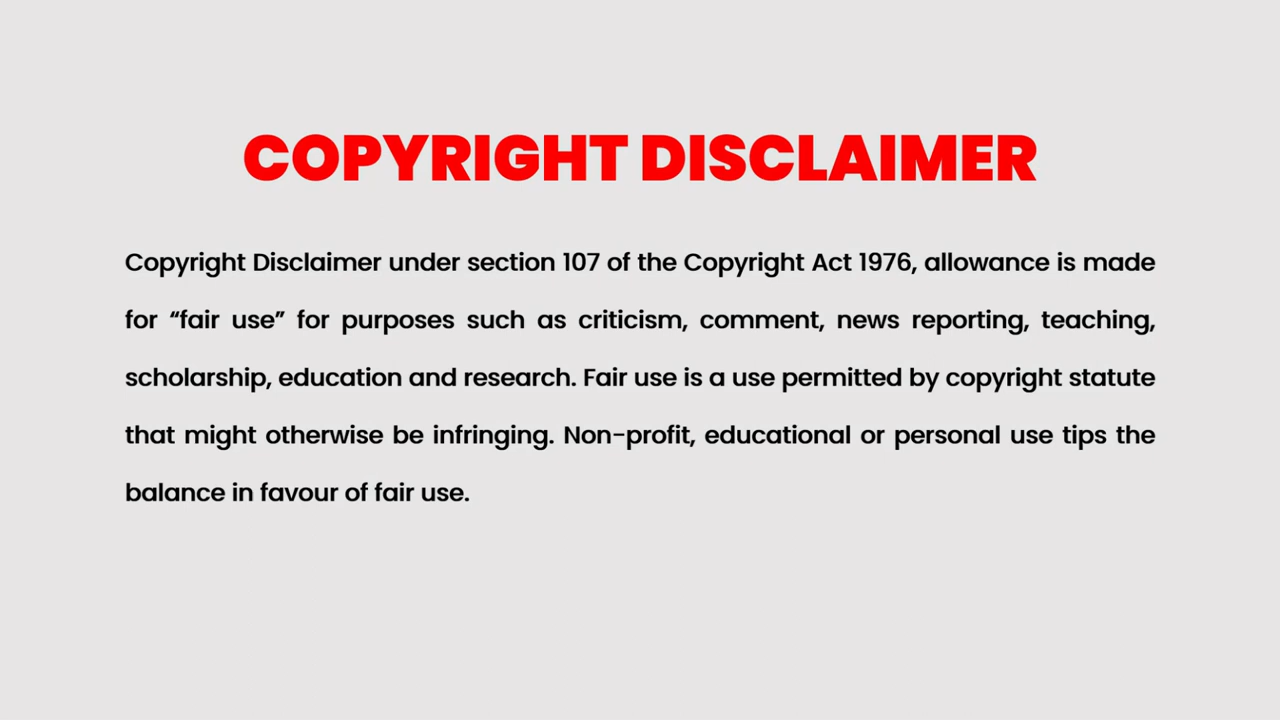 COPYRIGHT DISCLAIMER
Copyright Disclaimer under section 107 of the Copyright Act 1976, allowance is made
for “fair use” for purposes such as criticism, comment, news reporting, teaching,
scholarship, education and research. Fair use is a use permitted by copyright statute
that might otherwise be infringing. Non-profit, educational or personal use tips the
balance in favour of fair use.